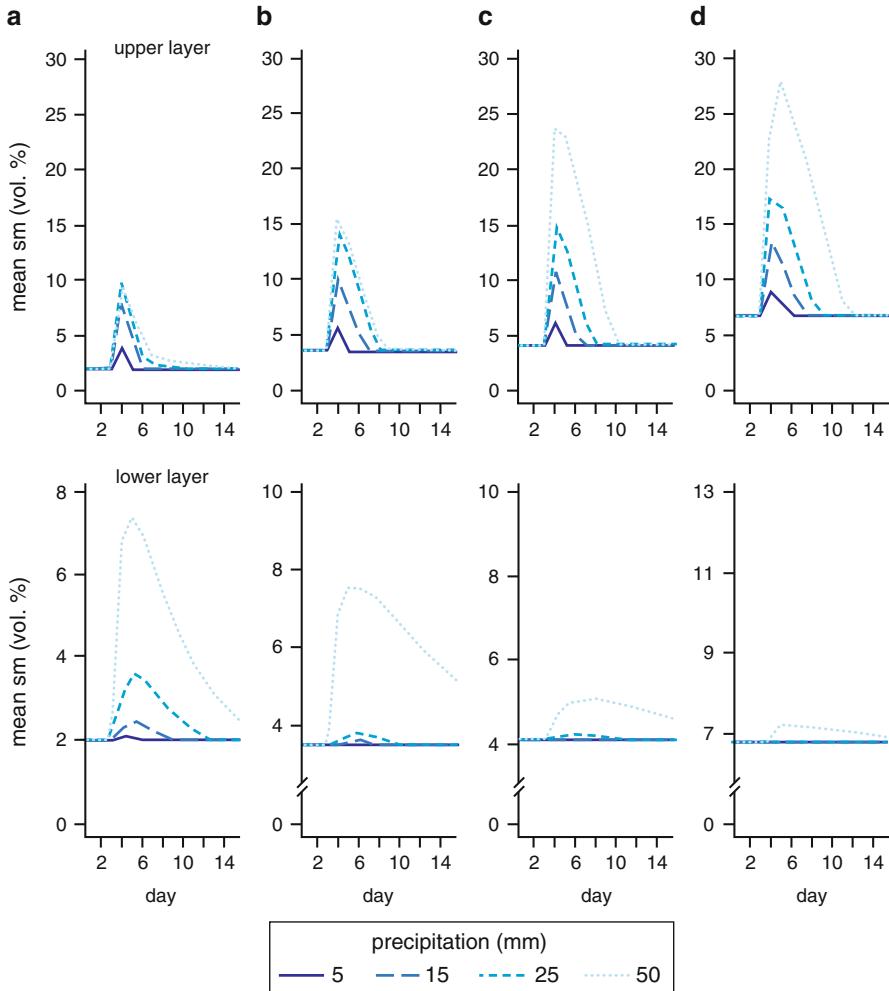 a b c d
upper layer
mean sm (vol. %)
30 30 30 30
25 25 25 25
20 20 20 20
15 15 15 15
10 10 10 10
5 5 5 5
0 0 0 0
2 6 10 14 2 6 10 14 2 6 10 14 2 6 10 14
lower layer
mean sm (vol. %)
8 10 10 13
6 8 8 11
4 6 6 9
2 4 4 7
0 0 0 0
2 6 10 14 2 6 10 14 2 6 10 14 2 6 10 14
day day day day
precipitation (mm)
5 15 25 50